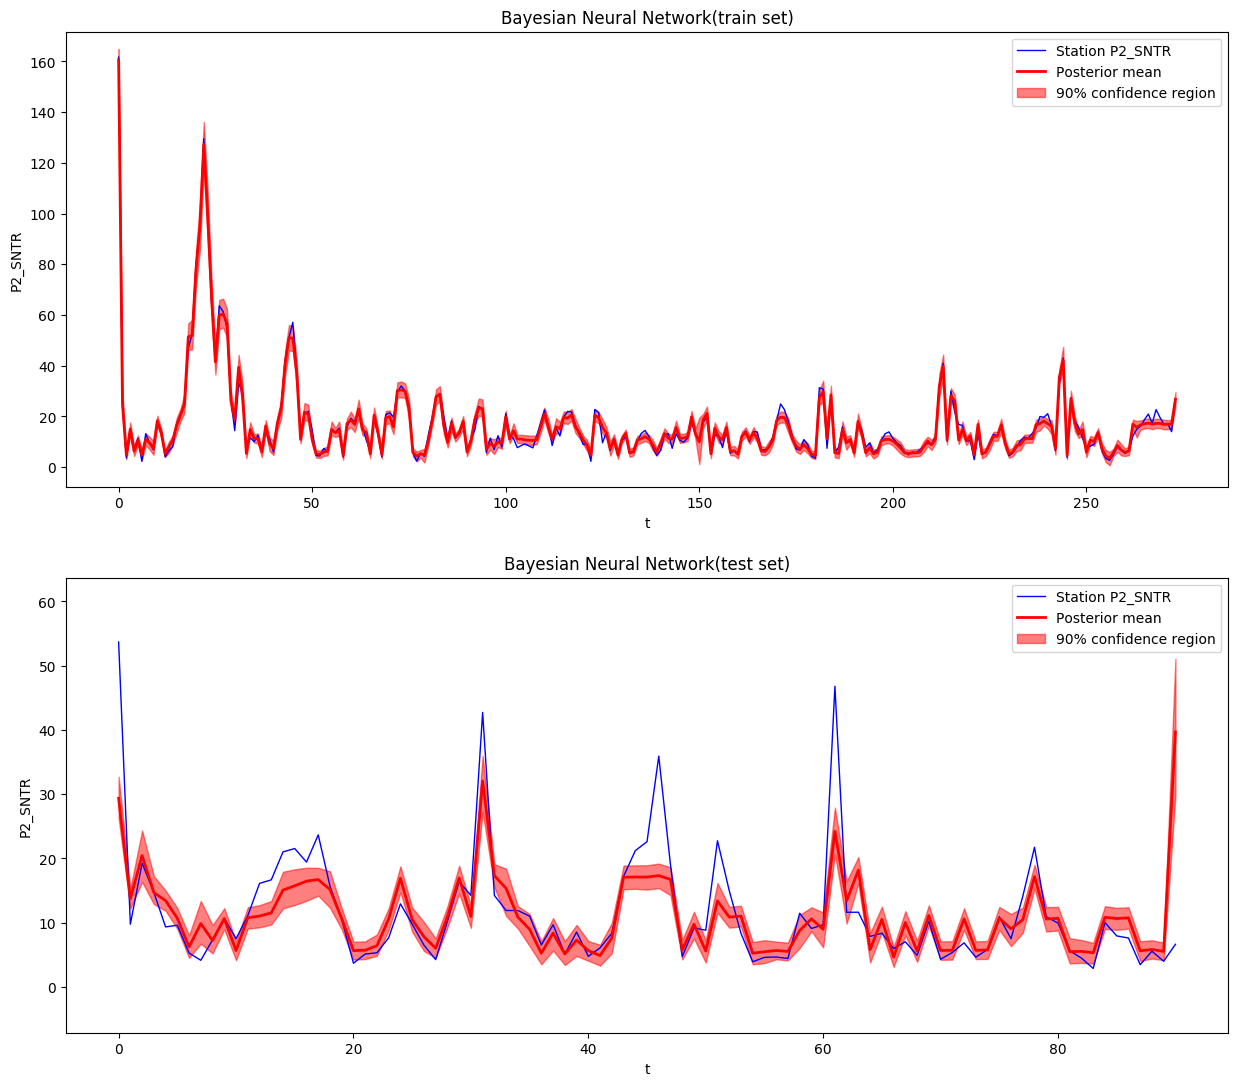 Bayesian Neural Network(train set)
Station P2_SNTR
Posterior mean
90% confidence region
P2_SNTR
160
140
120
100
80
60
40
20
0
0 50 100 150 200 250
t
Bayesian Neural Network(test set)
Station P2_SNTR
Posterior mean
90% confidence region
P2_SNTR
60
50
40
30
20
10
0
0 20 40 60 80
t